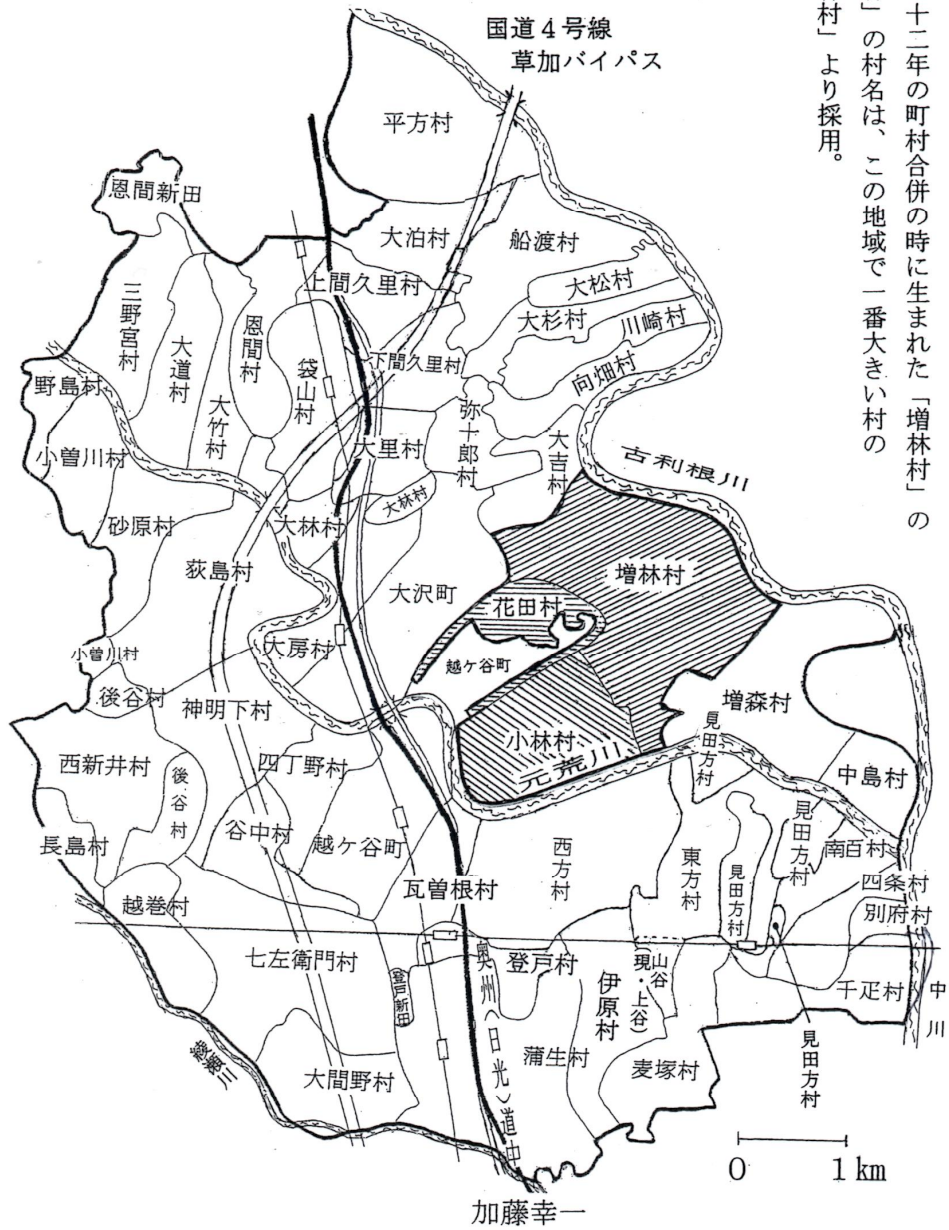 十二年の町村合併の時に生まれた「増林村」の
」の村名は、この地域で一番大きい村の
村」より採用。
国道4号線
草加バイパス
平方村
恩間新田
大泊村
船渡村
上間久里村
大松村
三野宮村
大道村
恩間村
袋山村
大杉村
川崎村
下間久里村
向畑村
野島村
大竹村
弥十郎村
大里村
大吉村
小曽川村
古利根川
砂原村
大林村
大林村
荻島村
増林村
大沢町
花田村
大房村
越ケ谷町
小曽川村
後谷村
神明下村
増森村
見田方村
小林村
元荒川
西新井村
後谷村
四丁野村
中島村
長島村
谷中村
越ケ谷町
西方村
東方村
見田方村
見田方村
南百村
瓦曽根村
四条村
越巻村
別府村
七左衛門村
登戸新田
奥州(日光)道中
登戸村
伊原村
山谷
(現・上谷)
千疋村
中川
綾瀬川
大間野村
蒲生村
麦塚村
見田方村
0 1km
加藤幸一